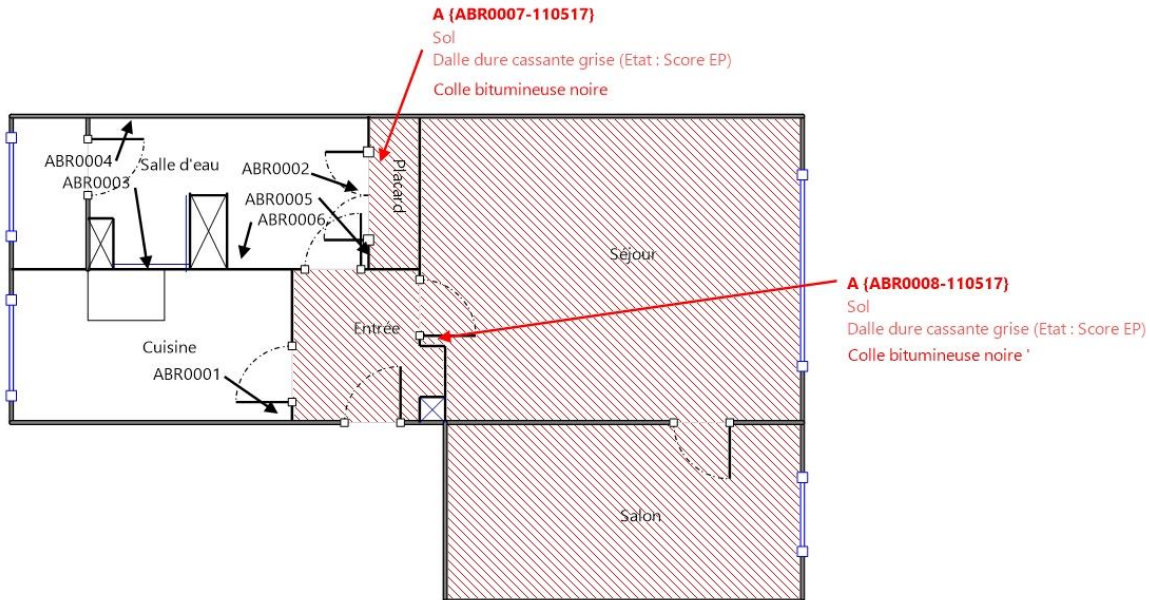 A {ABR0007-110517}
Sol
Dalle dure cassante grise (Etat : Score EP)
Colle bitumineuse noire
ABR0004
Salle d'eau
ABR0003
ABR0002
ABR0005
ABR0006
Placard
Séjour
A {ABR0008-110517}
Sol
Dalle dure cassante grise (Etat : Score EP)
Colle bitumineuse noire '
Entrée
Cuisine
ABR0001
Salon